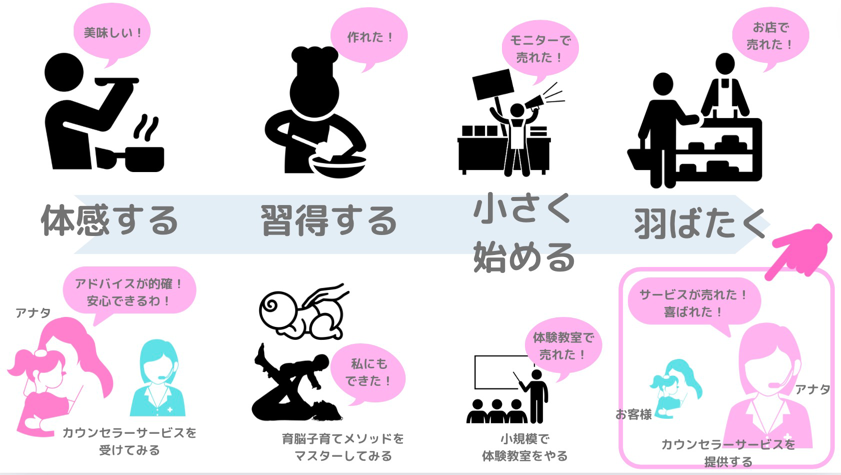 美味しい！
作れた！
モニターで
売れた！
お店で
売れた！
体感する
習得する
小さく
始める
羽ばたく
アドバイスが的確！
安心できるわ！
アナタ
カウンセラーサービスを
受けてみる
私にも
できた！
育脳子育てメソッドを
マスターしてみる
体験教室で
売れた！
小規模で
体験教室をやる
サービスが売れた！
喜ばれた！
アナタ
お客様
カウンセラーサービスを
提供する